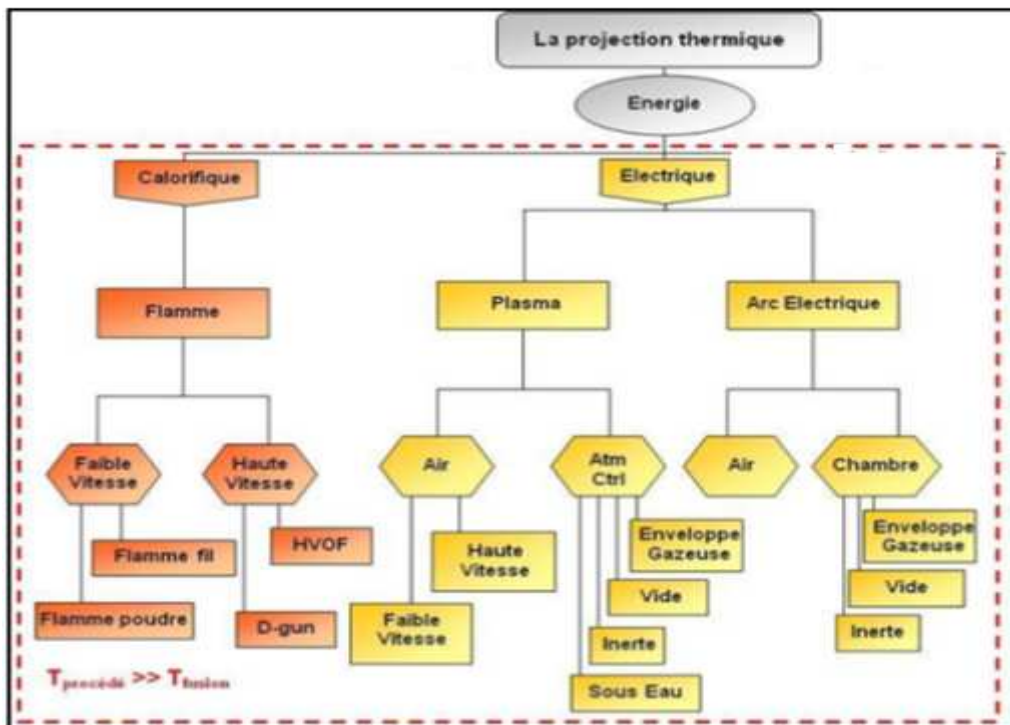 La projection thermique
Energie
Calorifique
Electrique
Flamme
Plasma
Arc Electrique
Faible
Vitesse
Haute
Vitesse
Air
Atm
Ctrl
Air
Chambre
Flamme fil
HVOF
Haute
Vitesse
Enveloppe
Gazeuse
Enveloppe
Gazeuse
Flamme poudre
D-gun
Faible
Vitesse
Vide
Vide
Inerte
Inerte
Sous Eau
Tprocédé >> Tfusion